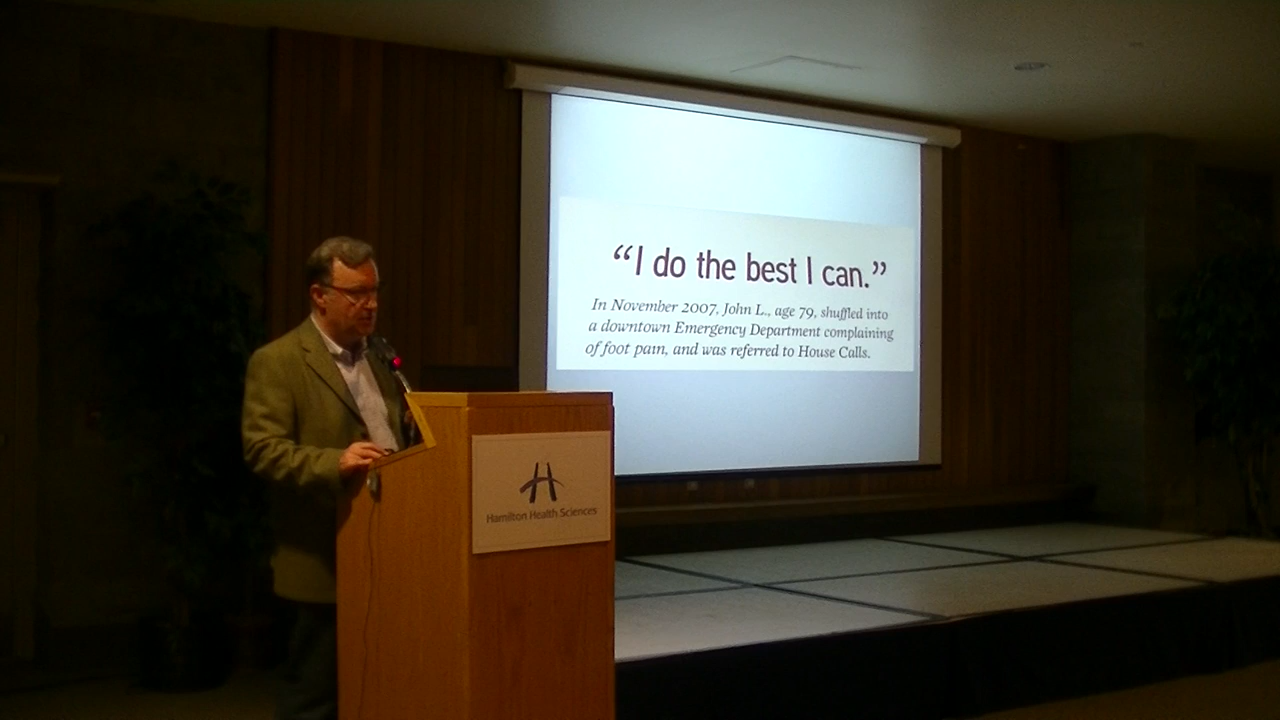 “I do the best I can.”
In November 2007, John L., age 79, shuffled into
a downtown Emergency Department complaining
of foot pain, and was referred to House Calls.
Hamilton Health Sciences